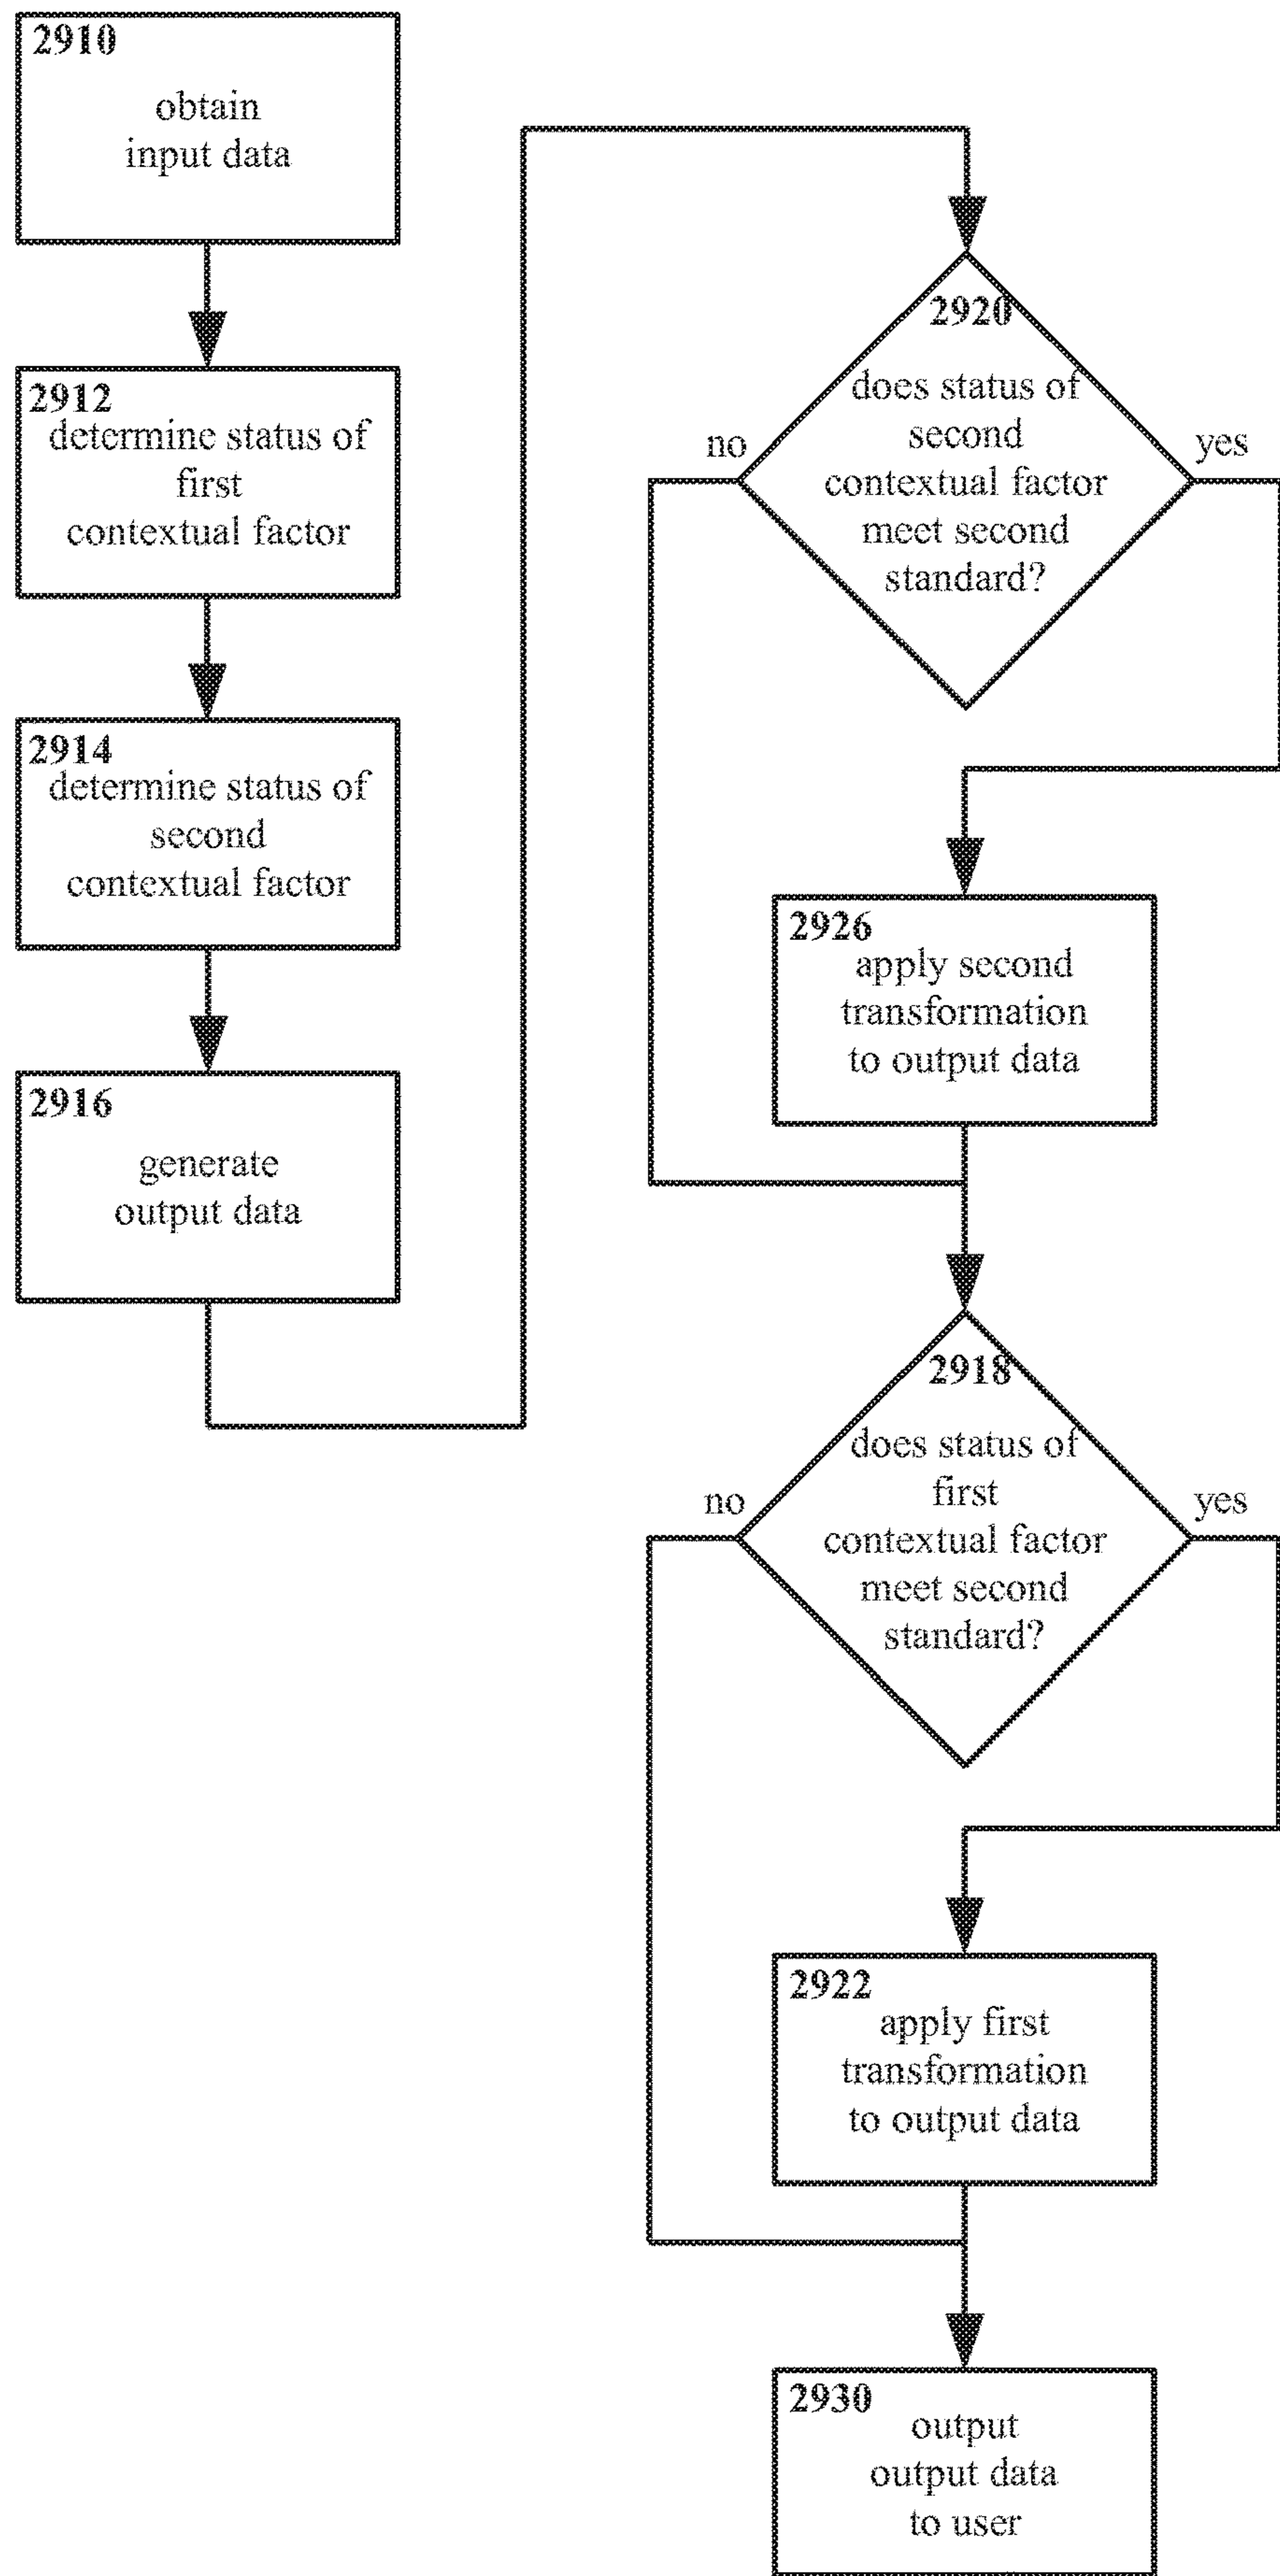 2910
obtain
input data
2912
determine status of
first
contextual factor
2914
determine status of
second
contextual factor
2916
generate
output data
2920
does status of
second
contextual factor
meet second
standard?
no
yes
2926
apply second
transformation
to output data
2918
does status of
first
contextual factor
meet second
standard?
no
yes
2922
apply first
transformation
to output data
2930
output
output data
to user